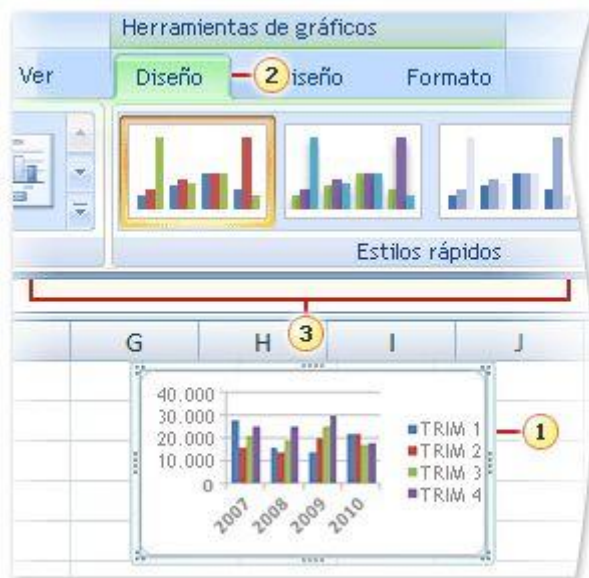 Herramientas de gráficos
Ver Diseño 2 iseño Formato
Estilos rápidos
3
G H I J
40.000
30.000
20.000
10.000
0
2007 2008 2009 2010
TRIM 1
TRIM 2
TRIM 3
TRIM 4
1